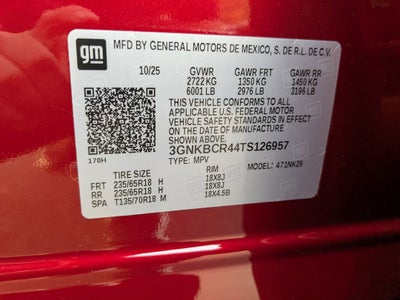 gm
MFD BY GENERAL MOTORS DE MEXICO, S. DE R.L. DE C.V.
10/25 GVWR GAWR FRT GAWR RR
2722 KG 1350 KG 1450 KG
6001 LB 2976 LB 3196 LB
THIS VEHICLE CONFORMS TO ALL
APPLICABLE U.S. FEDERAL MOTOR
VEHICLE SAFETY STANDARDS IN EFFECT
ON THE DATE OF MANUFACTURE
SHOWN ABOVE.
3GNKBCR44TS126957
170H TYPE: MPV MODEL: 471NK26
TIRE SIZE RIM
FRT 235/65R18 H 18X8J
RR 235/65R18 H 18X8J
SPA T135/70R18 M 18X4.5B